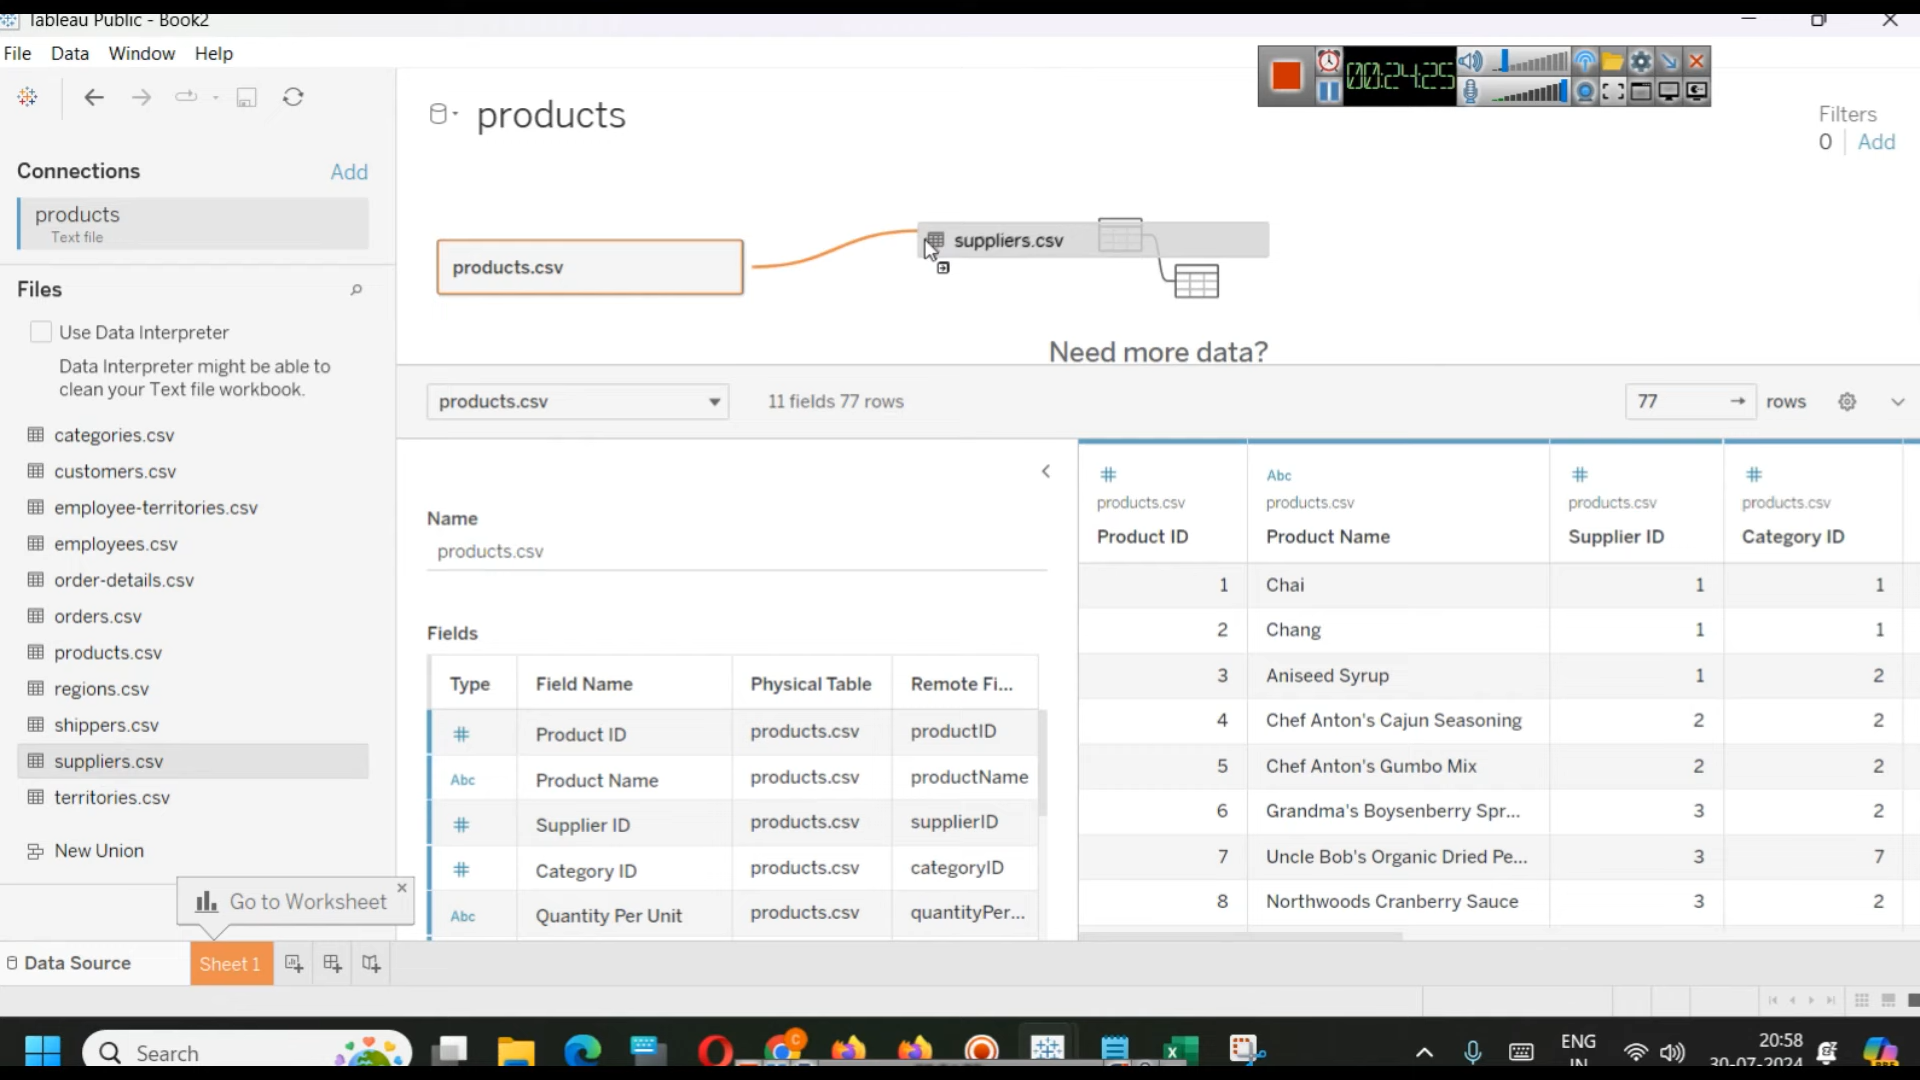 Tableau Public - Book2
File Data Window Help
00:24:25
products
Filters
0 Add
Connections Add
products
Text file
products.csv
suppliers.csv
Need more data?
Files
Use Data Interpreter
Data Interpreter might be able to
clean your Text file workbook.
categories.csv
customers.csv
employee-territories.csv
employees.csv
order-details.csv
orders.csv
products.csv
regions.csv
shippers.csv
suppliers.csv
territories.csv
New Union
Go to Worksheet
products.csv 11 fields 77 rows 77 → rows
Name
products.csv
Fields
Type Field Name Physical Table Remote Fi...
# Product ID products.csv productID
Abc Product Name products.csv productName
# Supplier ID products.csv supplierID
# Category ID products.csv categoryID
Abc Quantity Per Unit products.csv quantityPer...
# Abc # #
products.csv products.csv products.csv products.csv
Product ID Product Name Supplier ID Category ID
1 Chai 1 1
2 Chang 1 1
3 Aniseed Syrup 1 2
4 Chef Anton's Cajun Seasoning 2 2
5 Chef Anton's Gumbo Mix 2 2
6 Grandma's Boysenberry Spr... 3 2
7 Uncle Bob's Organic Dried Pe... 3 7
8 Northwoods Cranberry Sauce 3 2
Data Source Sheet 1
Search
ENG
IN
20:58
30-07-2024